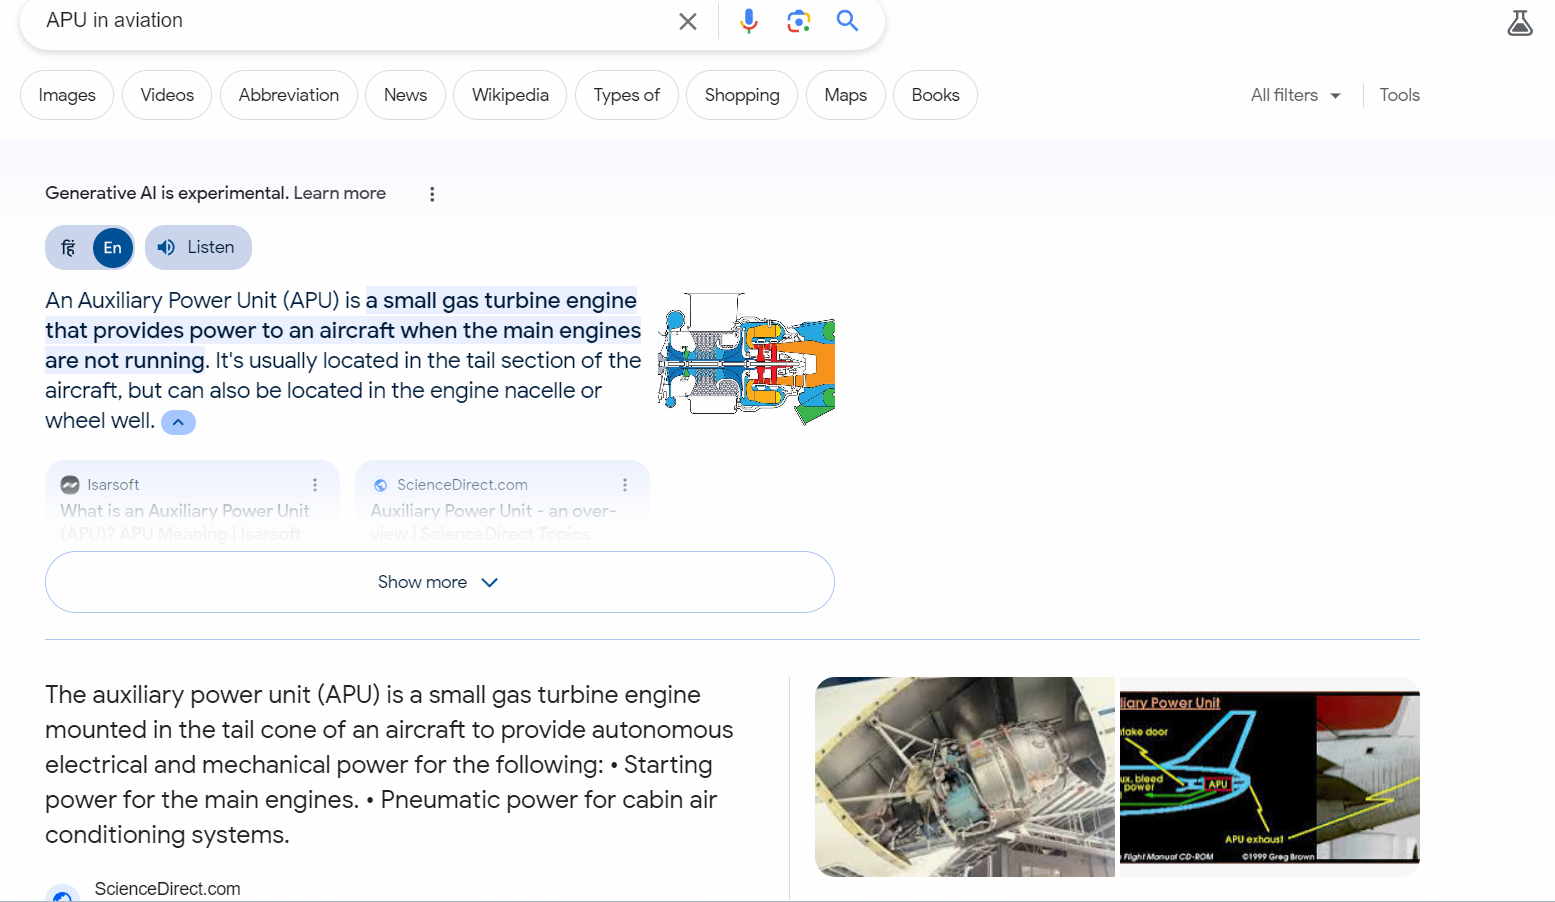 APU in aviation
Images
Videos
Abbreviation
News
Wikipedia
Types of
Shopping
Maps
Books
All filters
Tools
Generative AI is experimental. Learn more
हिं
En
Listen
An Auxiliary Power Unit (APU) is a small gas turbine engine
that provides power to an aircraft when the main engines
are not running. It's usually located in the tail section of the
aircraft, but can also be located in the engine nacelle or
wheel well.
Isarsoft
What is an Auxiliary Power Unit
(APU)? APU Meaning | Isarsoft
ScienceDirect.com
Auxiliary Power Unit - an over-
view | ScienceDirect Topics
Show more
The auxiliary power unit (APU) is a small gas turbine engine
mounted in the tail cone of an aircraft to provide autonomous
electrical and mechanical power for the following: • Starting
power for the main engines. • Pneumatic power for cabin air
conditioning systems.
ScienceDirect.com
liary Power Unit
take door
ux. bleed
power
APU
APU exhaust
Flight Manual CD-ROM
©1999 Greg Brown